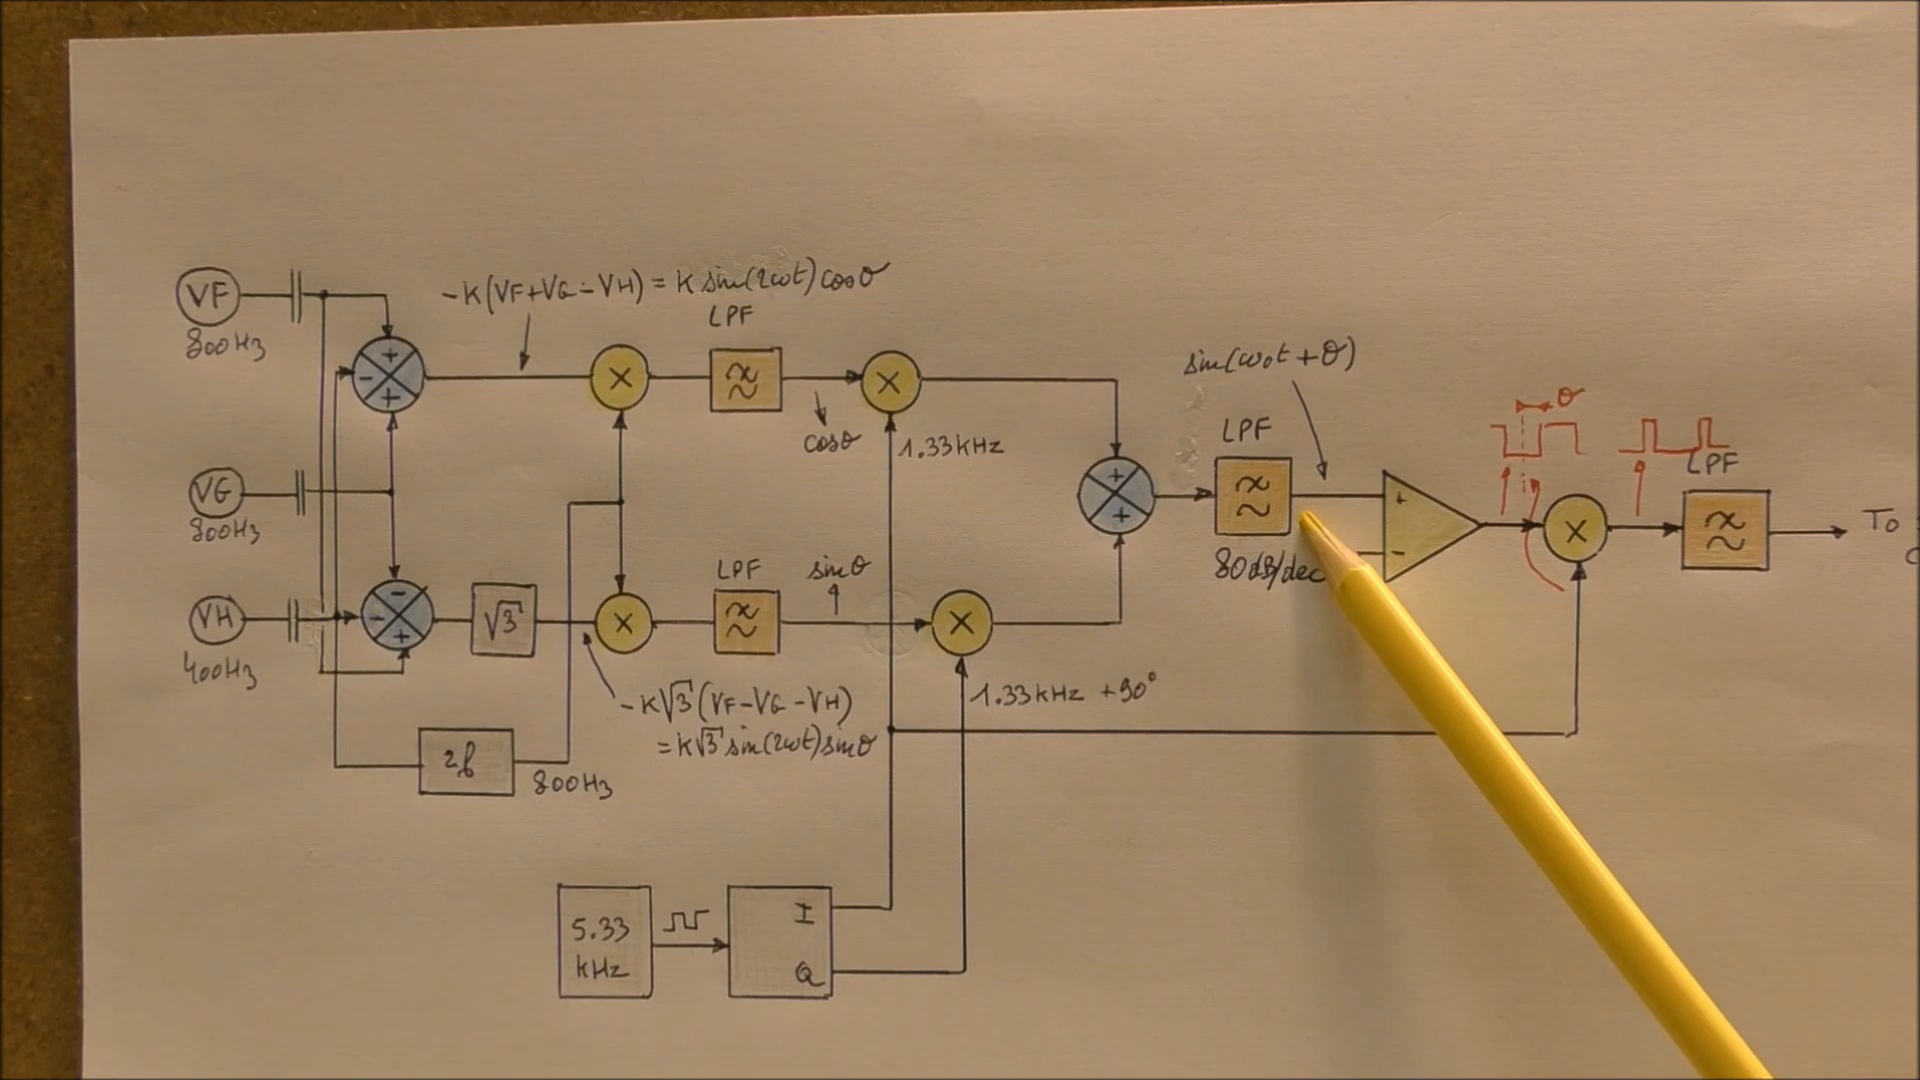 VF
800Hz
-K(VF+VG-VH) = K sin(2ωt) cosθ
LPF
+
-
+
×
≈
×
cosθ
1.33kHz
VG
800Hz
VH
400Hz
-
-
+
√3
×
LPF
sinθ
×
-K√3(VF-VG-VH)
=K√3 sin(2ωt) sinθ
1.33kHz +90°
2f
800Hz
5.33
kHz
I
Q
+
+
LPF
80dB/dec
sin(ω₀t+θ)
+
-
θ
×
LPF
To